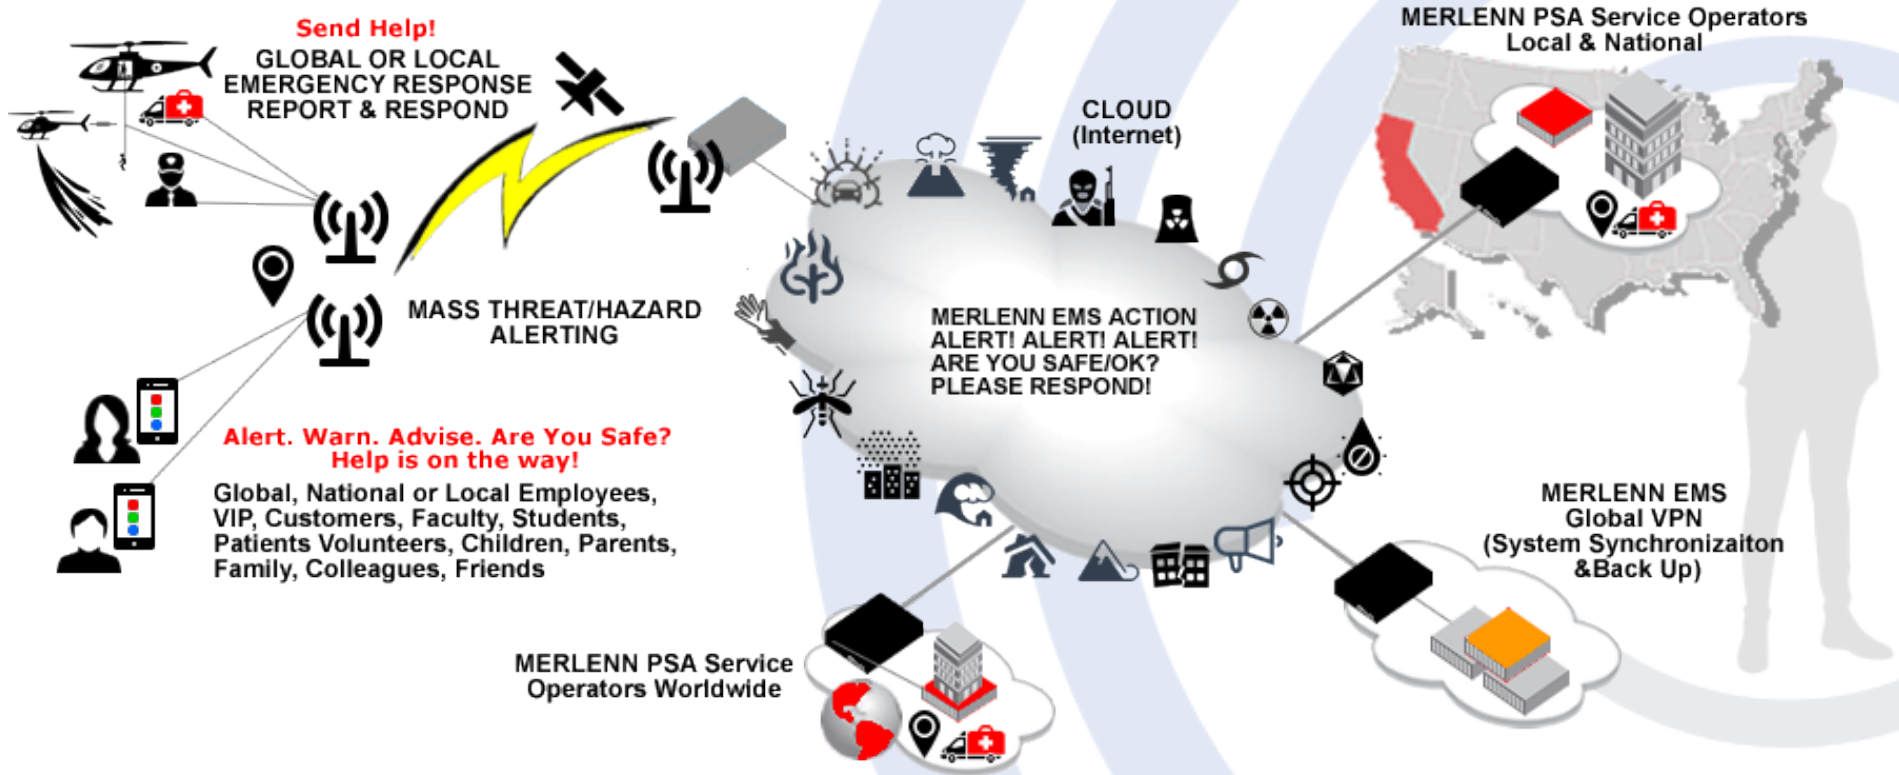 Send Help!
GLOBAL OR LOCAL
EMERGENCY RESPONSE
REPORT & RESPOND
MERLENN PSA Service Operators
Local & National
CLOUD
(Internet)
MASS THREAT/HAZARD
ALERTING
MERLENN EMS ACTION
ALERT! ALERT! ALERT!
ARE YOU SAFE/OK?
PLEASE RESPOND!
Alert. Warn. Advise. Are You Safe?
Help is on the way!
Global, National or Local Employees,
VIP, Customers, Faculty, Students,
Patients Volunteers, Children, Parents,
Family, Colleagues, Friends
MERLENN EMS
Global VPN
(System Synchronizaiton
&Back Up)
MERLENN PSA Service
Operators Worldwide